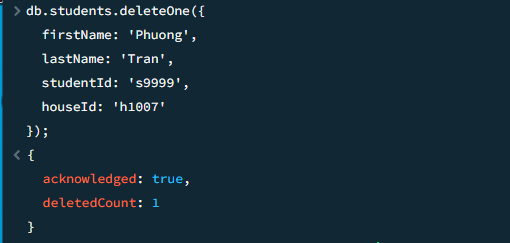 > db.students.deleteOne({
firstName: 'Phuong',
lastName: 'Tran',
studentId: 's9999',
houseId: 'h1007'
});
< {
acknowledged: true,
deletedCount: 1
}